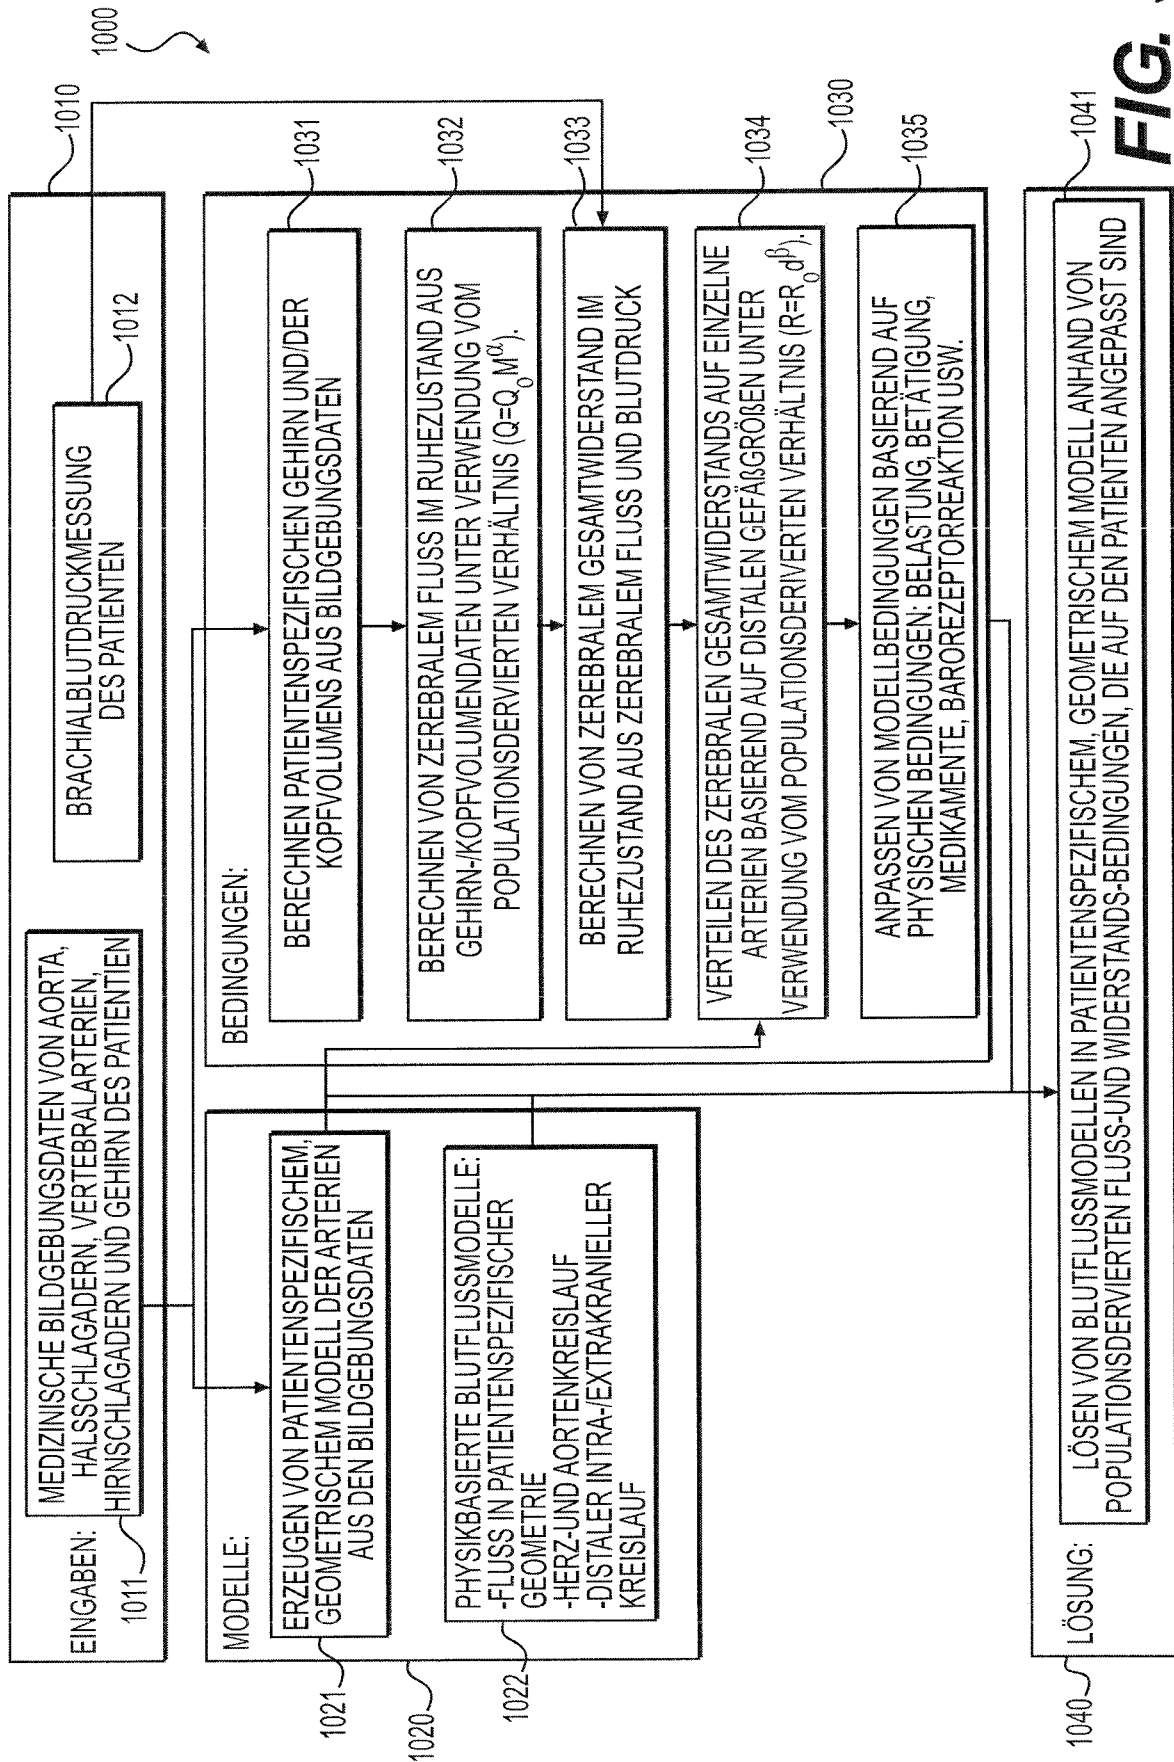 1000
EINGABEN:
1010
MEDIZINISCHE BILDGEBUNGSDATEN VON AORTA,
HALSSCHLAGADERN, VERTEBRALARTERIEN,
HIRNSCHLAGADERN UND GEHIRN DES PATIENTIEN
1011
BRACHIALBLUTDRUCKMESSUNG
DES PATIENTEN
1012
MODELLE:
ERZEUGEN VON PATIENTENSPEZIFISCHEM,
GEOMETRISCHEM MODELL DER ARTERIEN
AUS DEN BILDGEBUNGSDATEN
1021
PHYSIKBASIERTE BLUTFLUSSMODELLE:
-FLUSS IN PATIENTENSPEZIFISCHER
GEOMETRIE
-HERZ-UND AORTENKREISLAUF
-DISTALER INTRA-/EXTRAKRANIELLER
KREISLAUF
1022
1020
BEDINGUNGEN:
BERECHNEN PATIENTENSPEZIFISCHEN GEHIRN UND/DER
KOPFVOLUMENS AUS BILDGEBUNGSDATEN
1031
BERECHNEN VON ZEREBRALEM FLUSS IM RUHEZUSTAND AUS
GEHIRN-/KOPFVOLUMENDATEN UNTER VERWENDUNG VOM
POPULATIONSDERVIERTEN VERHÄLTNIS (Q=Q₀M^α).
1032
BERECHNEN VON ZEREBRALEM GESAMTWIDERSTAND IM
RUHEZUSTAND AUS ZEREBRALEM FLUSS UND BLUTDRUCK
1033
VERTEILEN DES ZEREBRALEN GESAMTWIDERSTANDS AUF EINZELNE
ARTERIEN BASIEREND AUF DISTALEN GEFÄßGRÖßEN UNTER
VERWENDUNG VOM POPULATIONSDERIVERTEN VERHÄLTNIS (R=R₀d^β).
1034
ANPASSEN VON MODELLBEDINGUNGEN BASIEREND AUF
PHYSISCHEN BEDINGUNGEN: BELASTUNG, BETÄTIGUNG,
MEDIKAMENTE, BAROREZEPTORREAKTION USW.
1035
1030
LÖSUNG:
1040
LÖSEN VON BLUTFLUSSMODELLEN IN PATIENTENSPEZIFISCHEM, GEOMETRISCHEM MODELL ANHAND VON
POPULATIONSDERVIERTEN FLUSS-UND WIDERSTANDS-BEDINGUNGEN, DIE AUF DEN PATIENTEN ANGEPASST SIND
1041
FIG.